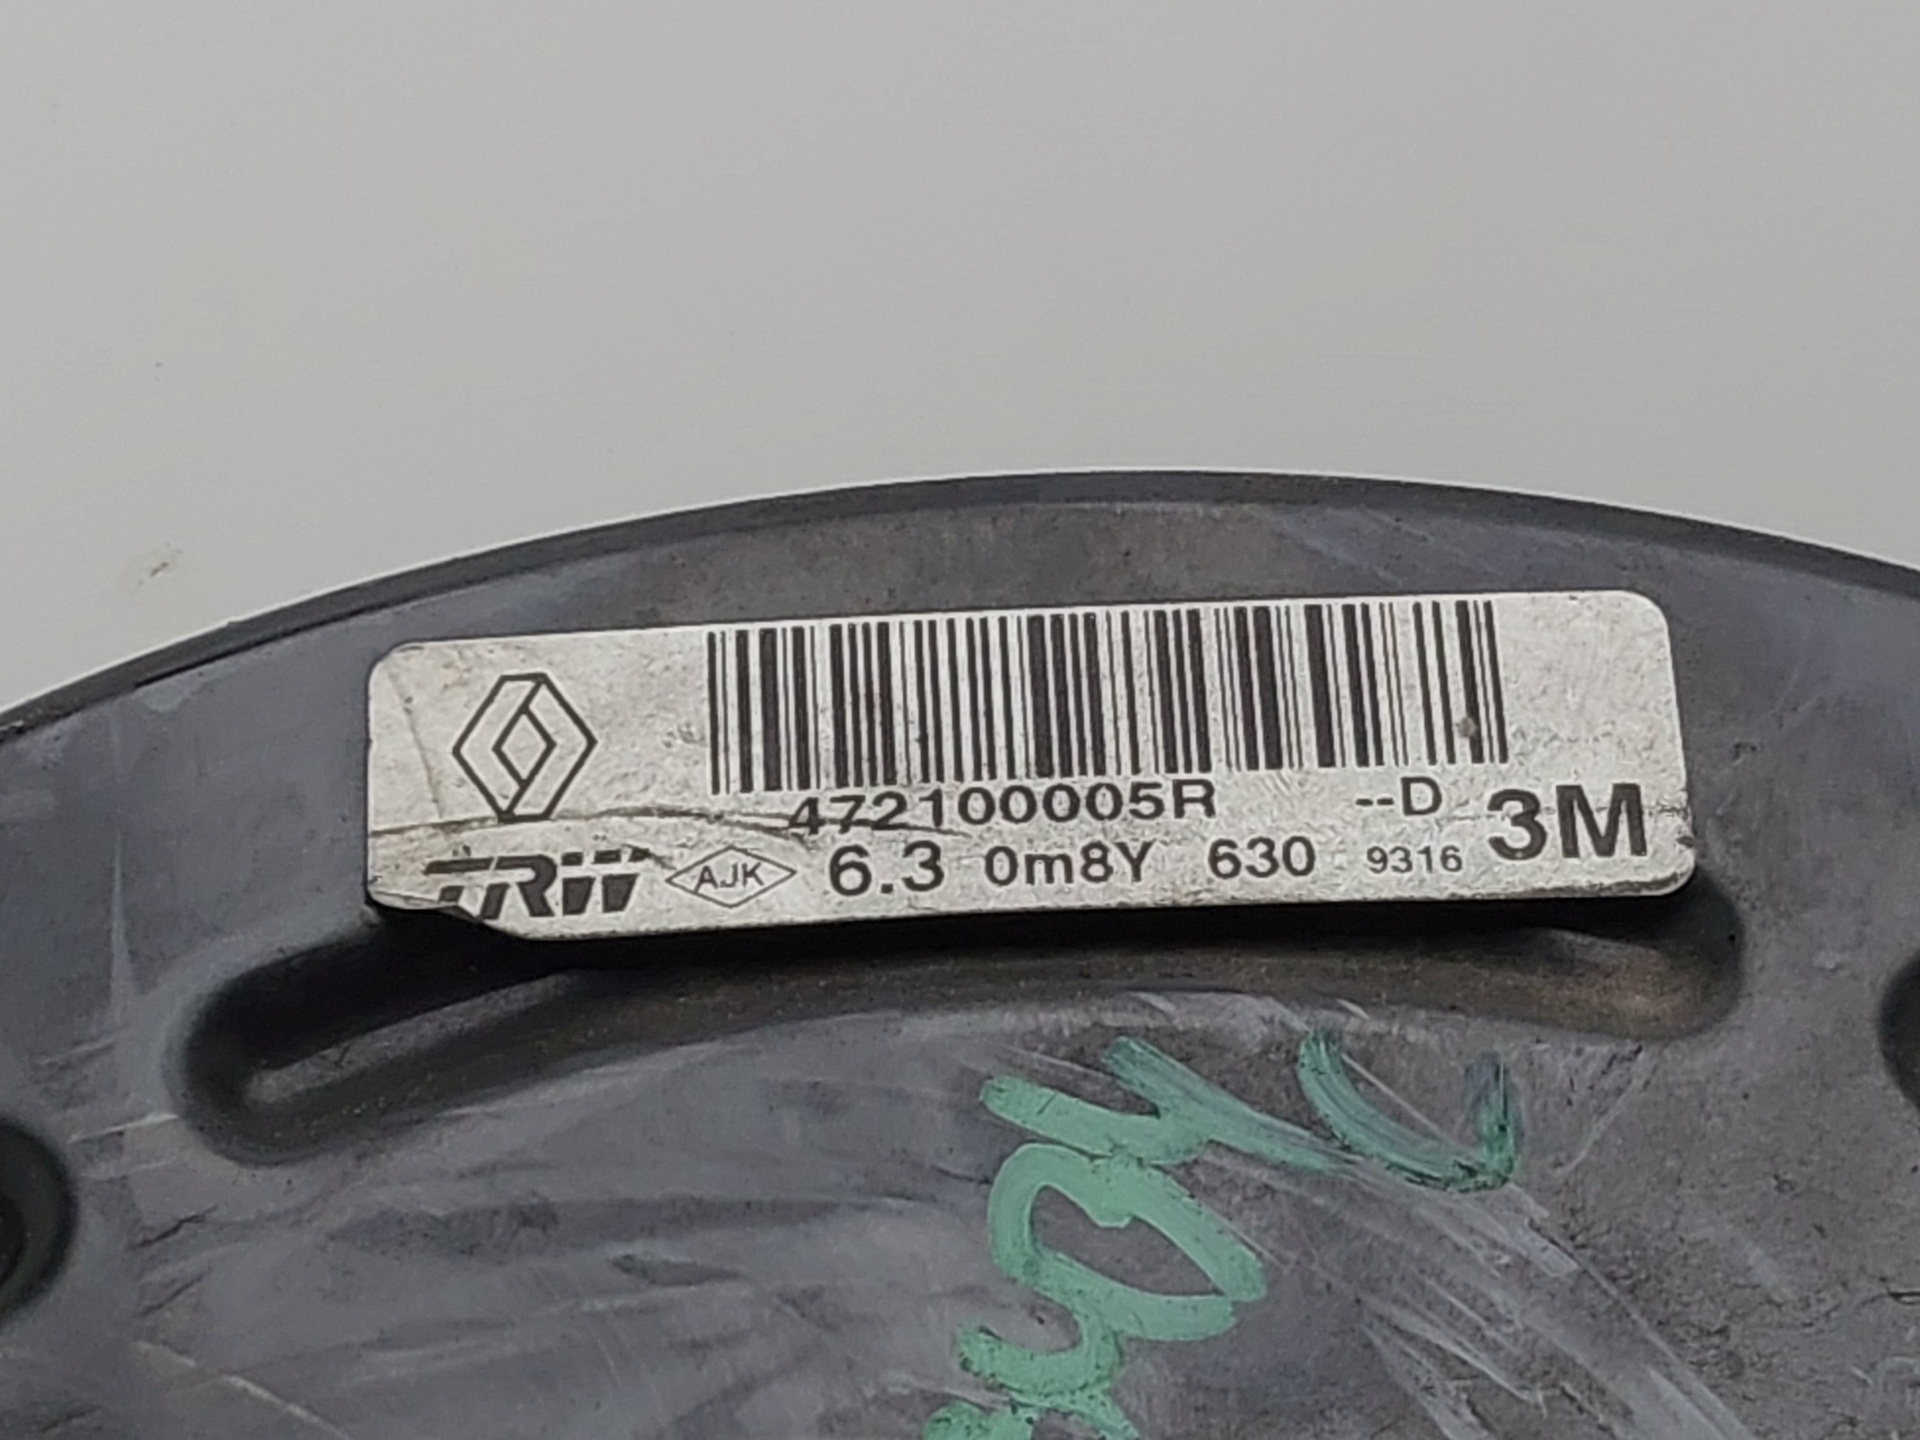 472100005R --D 3M
TRW AJK 6.3 0m8Y 630 9316